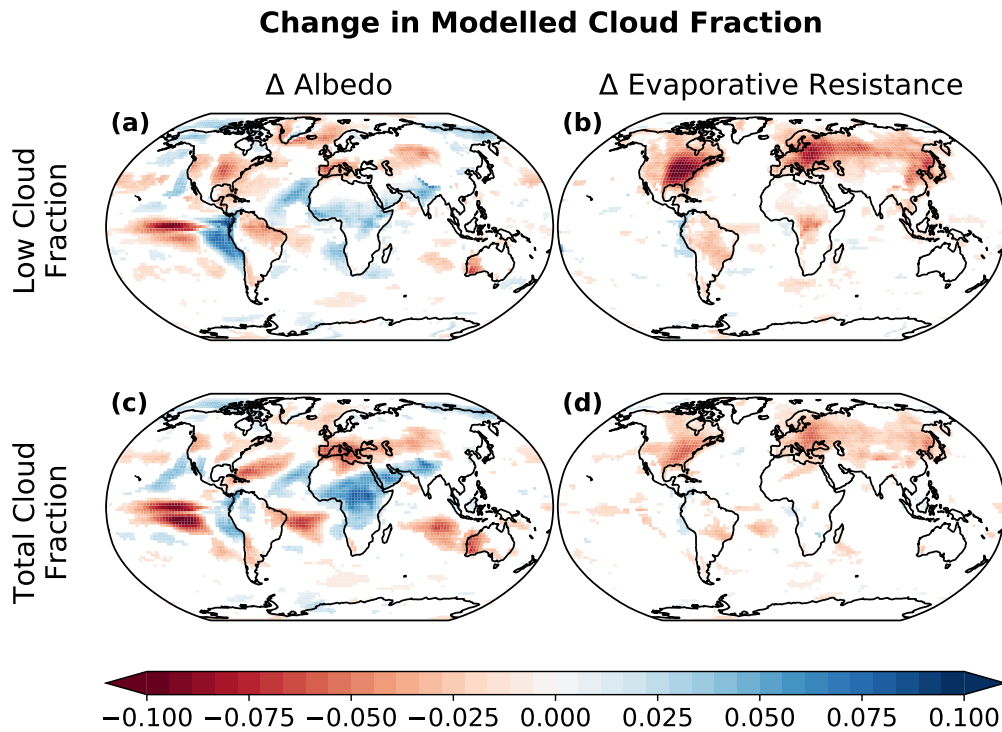 Change in Modelled Cloud Fraction
Δ Albedo
Δ Evaporative Resistance
(a)
(b)
Low Cloud
Fraction
(c)
(d)
Total Cloud
Fraction
−0.100 −0.075 −0.050 −0.025 0.000 0.025 0.050 0.075 0.100